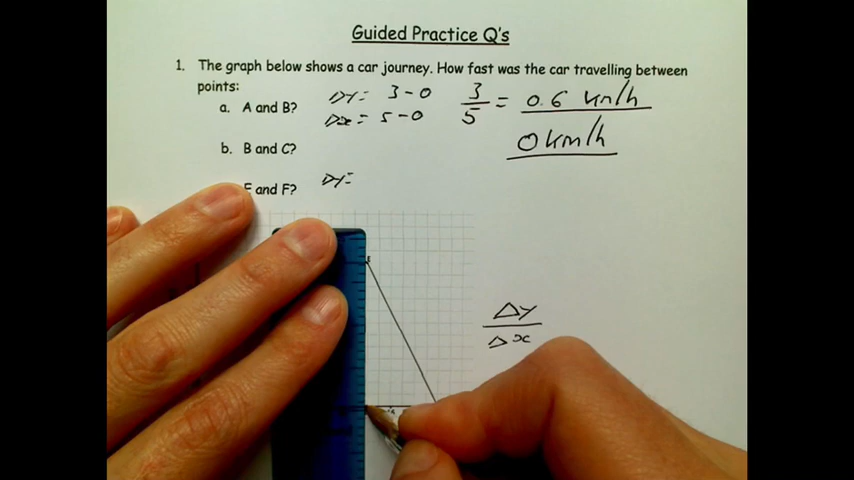 Guided Practice Q's
1. The graph below shows a car journey. How fast was the car travelling between
points:
a. A and B? Δy = 3 - 0 3/5 = 0.6 km/h
Δx = 5 - 0
b. B and C? 0 km/h
E and F? Δy =
Δy
Δx